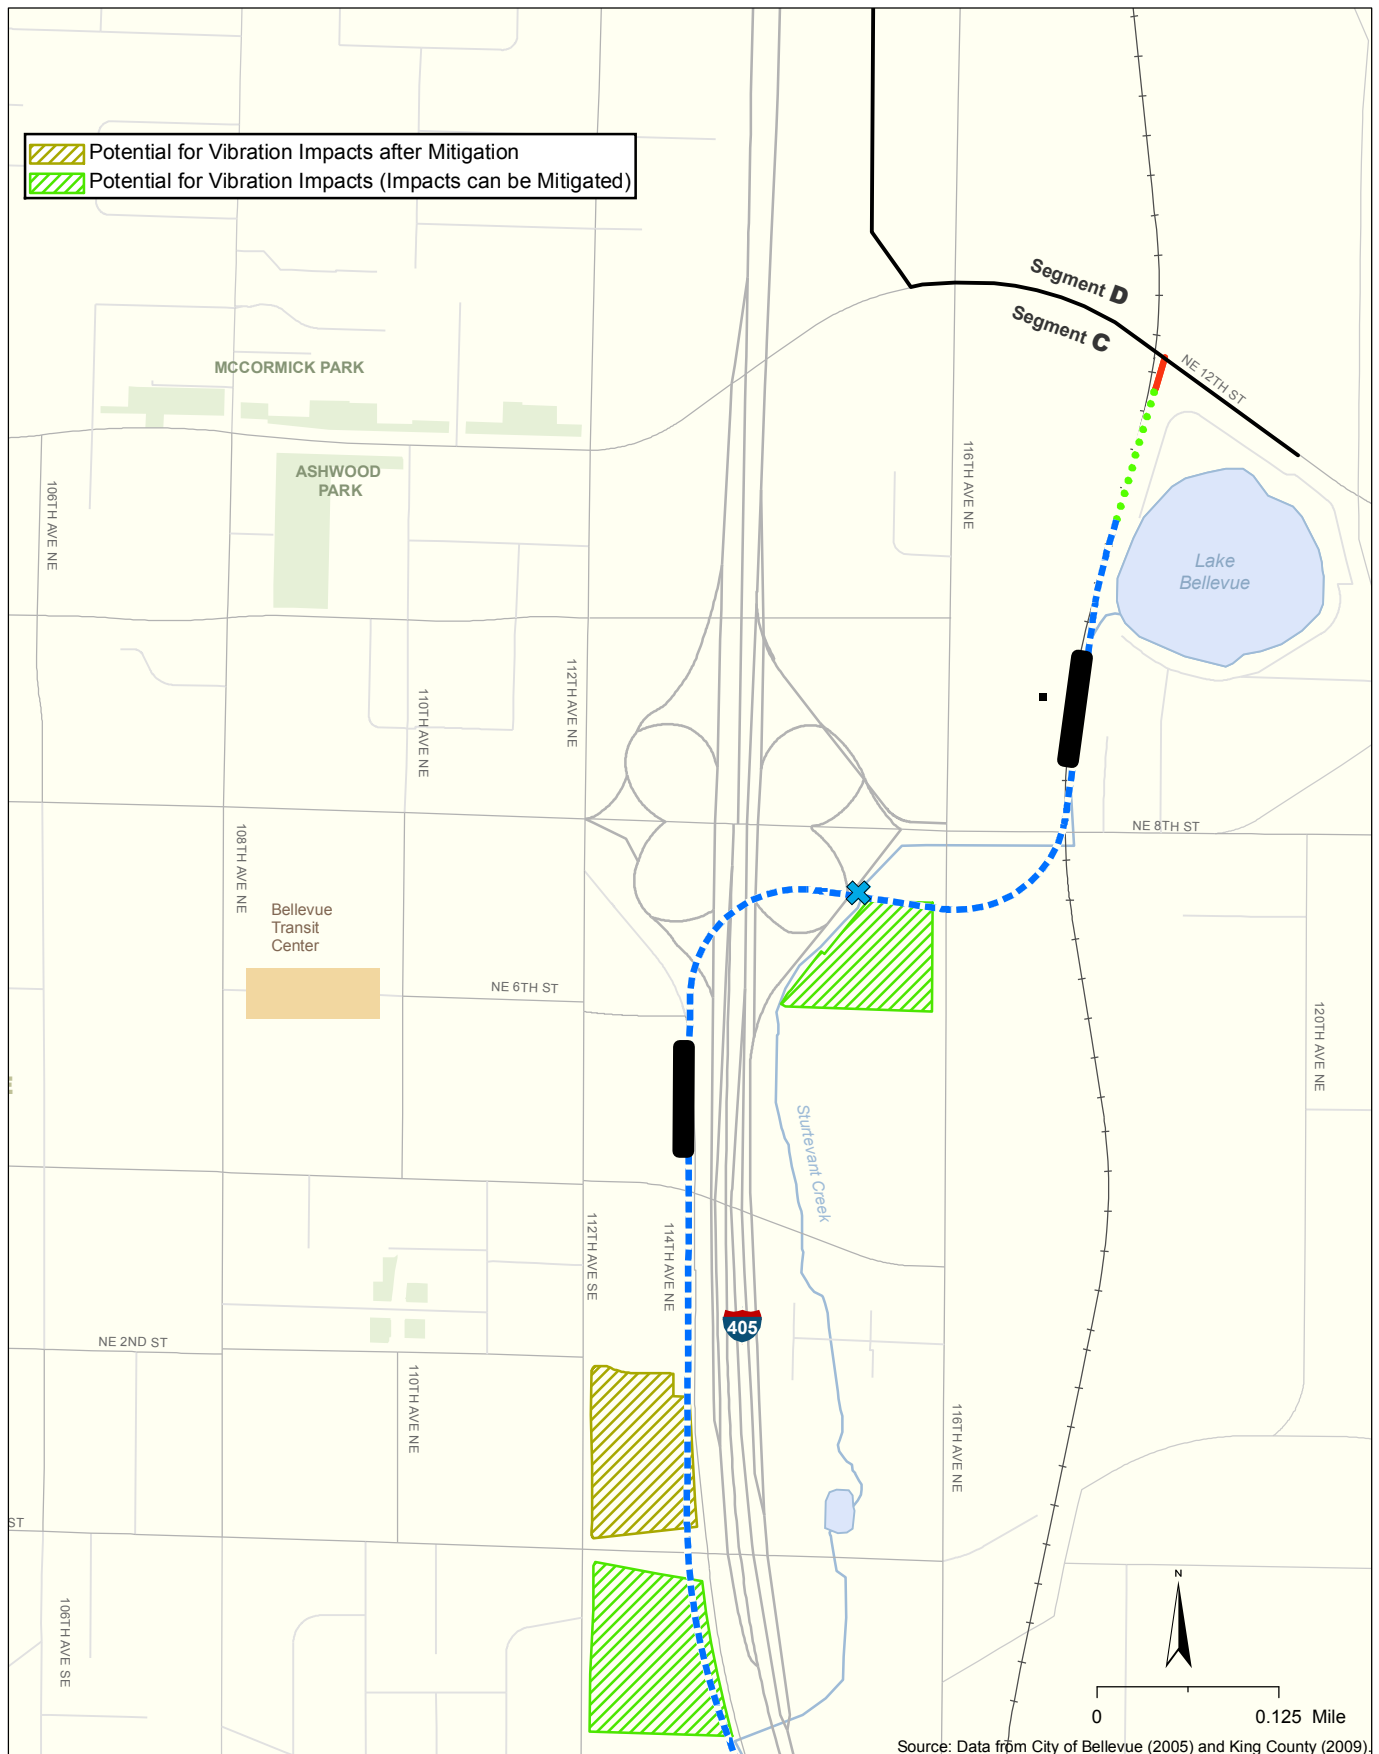 Potential for Vibration Impacts after Mitigation
Potential for Vibration Impacts (Impacts can be Mitigated)
Segment D
Segment C
NE 12TH ST
MCCORMICK PARK
ASHWOOD
PARK
106TH AVE NE
116TH AVE NE
Lake
Bellevue
112TH AVE NE
110TH AVE NE
NE 8TH ST
108TH AVE NE
Bellevue
Transit
Center
NE 6TH ST
120TH AVE NE
Sturtevant Creek
112TH AVE SE
114TH AVE NE
405
NE 2ND ST
110TH AVE NE
116TH AVE NE
ST
106TH AVE SE
N
0
0.125 Mile
Source: Data from City of Bellevue (2005) and King County (2009).